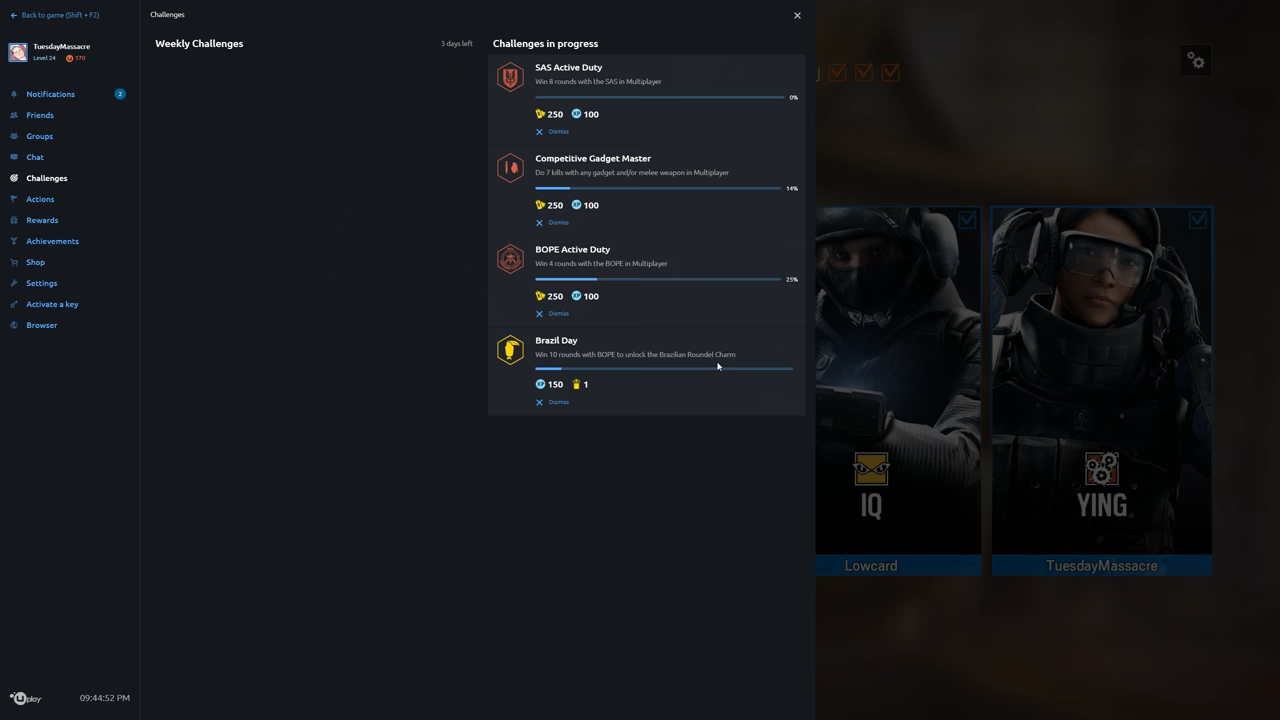 Back to game (Shift + F2)
TuesdayMassacre
Level 24
170
Notifications
2
Friends
Groups
Chat
Challenges
Actions
Rewards
Achievements
Shop
Settings
Activate a key
Browser
Uplay
09:44:52 PM
Challenges
Weekly Challenges
3 days left
Challenges in progress
SAS Active Duty
Win 8 rounds with the SAS in Multiplayer
0%
250 XP 100
Dismiss
Competitive Gadget Master
Do 7 kills with any gadget and/or melee weapon in Multiplayer
14%
250 XP 100
Dismiss
BOPE Active Duty
Win 4 rounds with the BOPE in Multiplayer
25%
250 XP 100
Dismiss
Brazil Day
Win 10 rounds with BOPE to unlock the Brazilian Roundel Charm
XP 150 1
Dismiss
IQ
Lowcard
YING
TuesdayMassacre